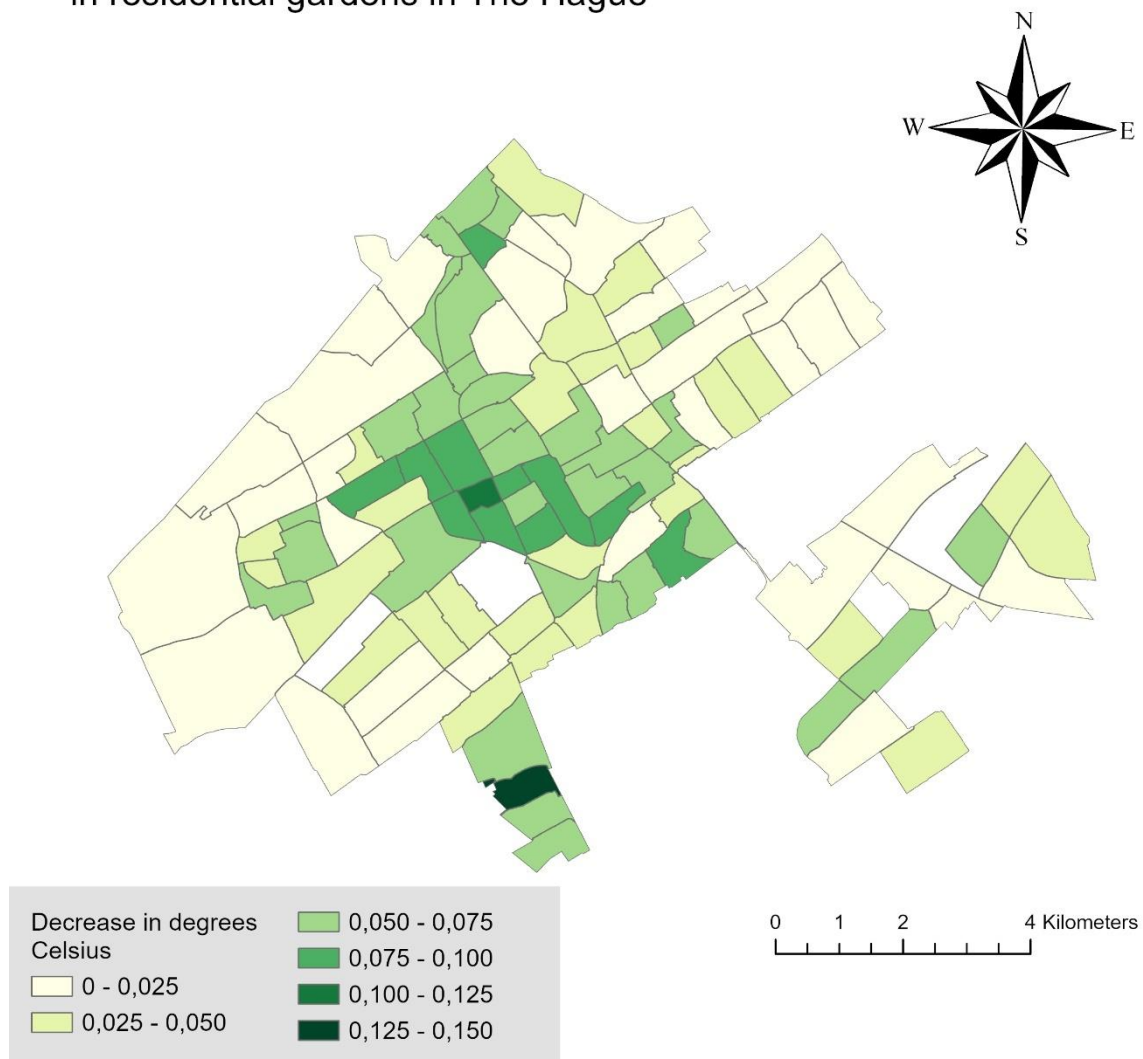 in residential gardens in The Hague
N
W E
S
Decrease in degrees
Celsius
0 - 0,025
0,025 - 0,050
0,050 - 0,075
0,075 - 0,100
0,100 - 0,125
0,125 - 0,150
0 1 2 4 Kilometers